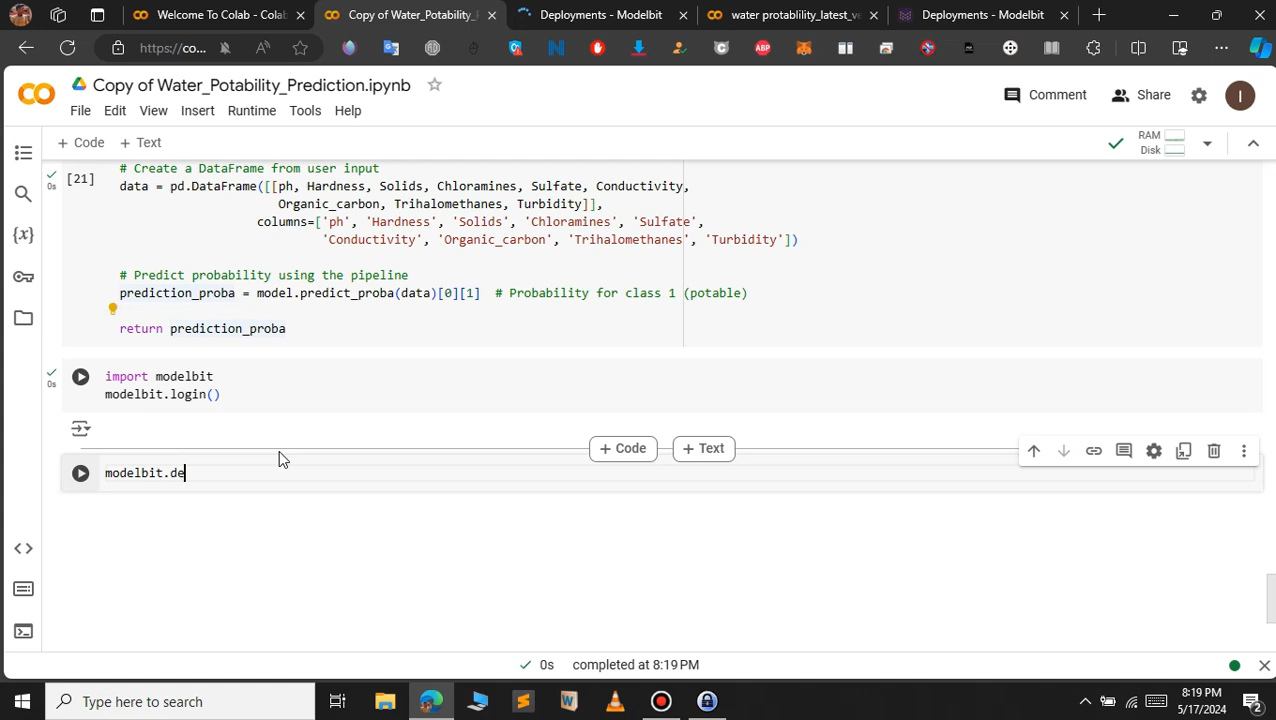 Welcome To Colab - Colab
Copy of Water_Potability_P
Deployments - Modelbit
water protablility_latest_ve
Deployments - Modelbit
https://co...
Copy of Water_Potability_Prediction.ipynb
File Edit View Insert Runtime Tools Help
Comment
Share
I
+ Code + Text
RAM
Disk
[21]
0s
# Create a DataFrame from user input
data = pd.DataFrame([[ph, Hardness, Solids, Chloramines, Sulfate, Conductivity,
Organic_carbon, Trihalomethanes, Turbidity]],
columns=['ph', 'Hardness', 'Solids', 'Chloramines', 'Sulfate',
'Conductivity', 'Organic_carbon', 'Trihalomethanes', 'Turbidity'])
# Predict probability using the pipeline
prediction_proba = model.predict_proba(data)[0][1] # Probability for class 1 (potable)
return prediction_proba
0s
import modelbit
modelbit.login()
+ Code
+ Text
modelbit.de
0s completed at 8:19 PM
Type here to search
8:19 PM
5/17/2024
2